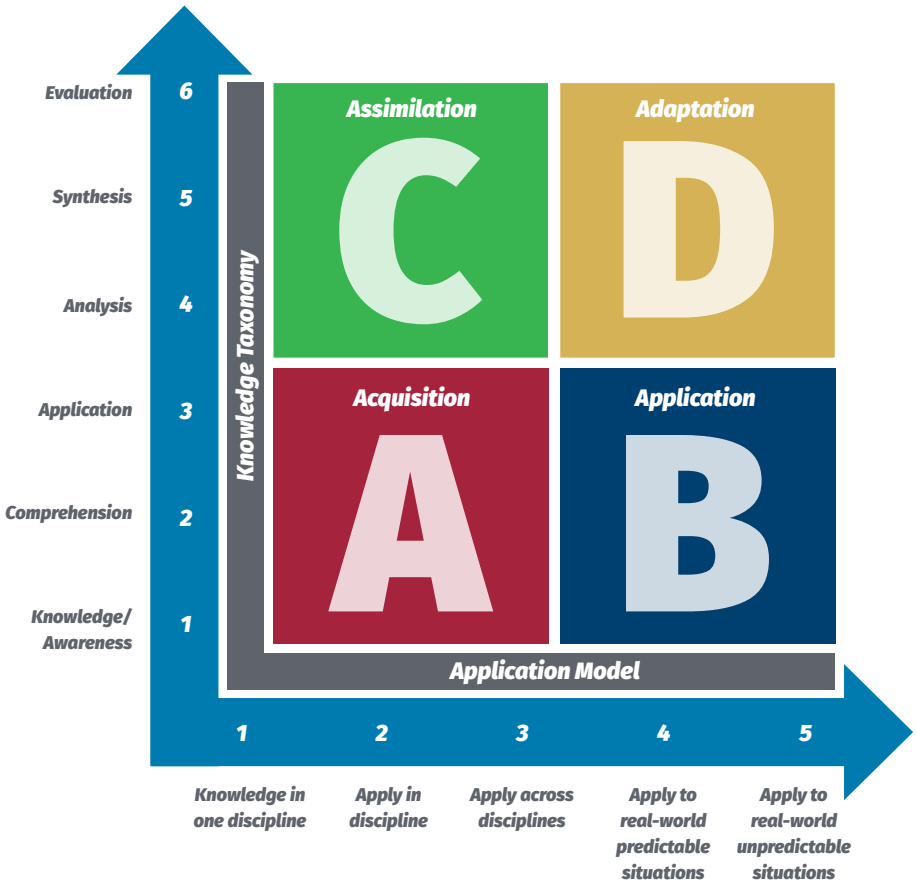 Evaluation
6
Synthesis
5
Analysis
4
Application
3
Comprehension
2
Knowledge/
Awareness
1
Knowledge Taxonomy
Assimilation
C
Adaptation
D
Acquisition
A
Application
B
Application Model
1
2
3
4
5
Knowledge in
one discipline
Apply in
discipline
Apply across
disciplines
Apply to
real-world
predictable
situations
Apply to
real-world
unpredictable
situations